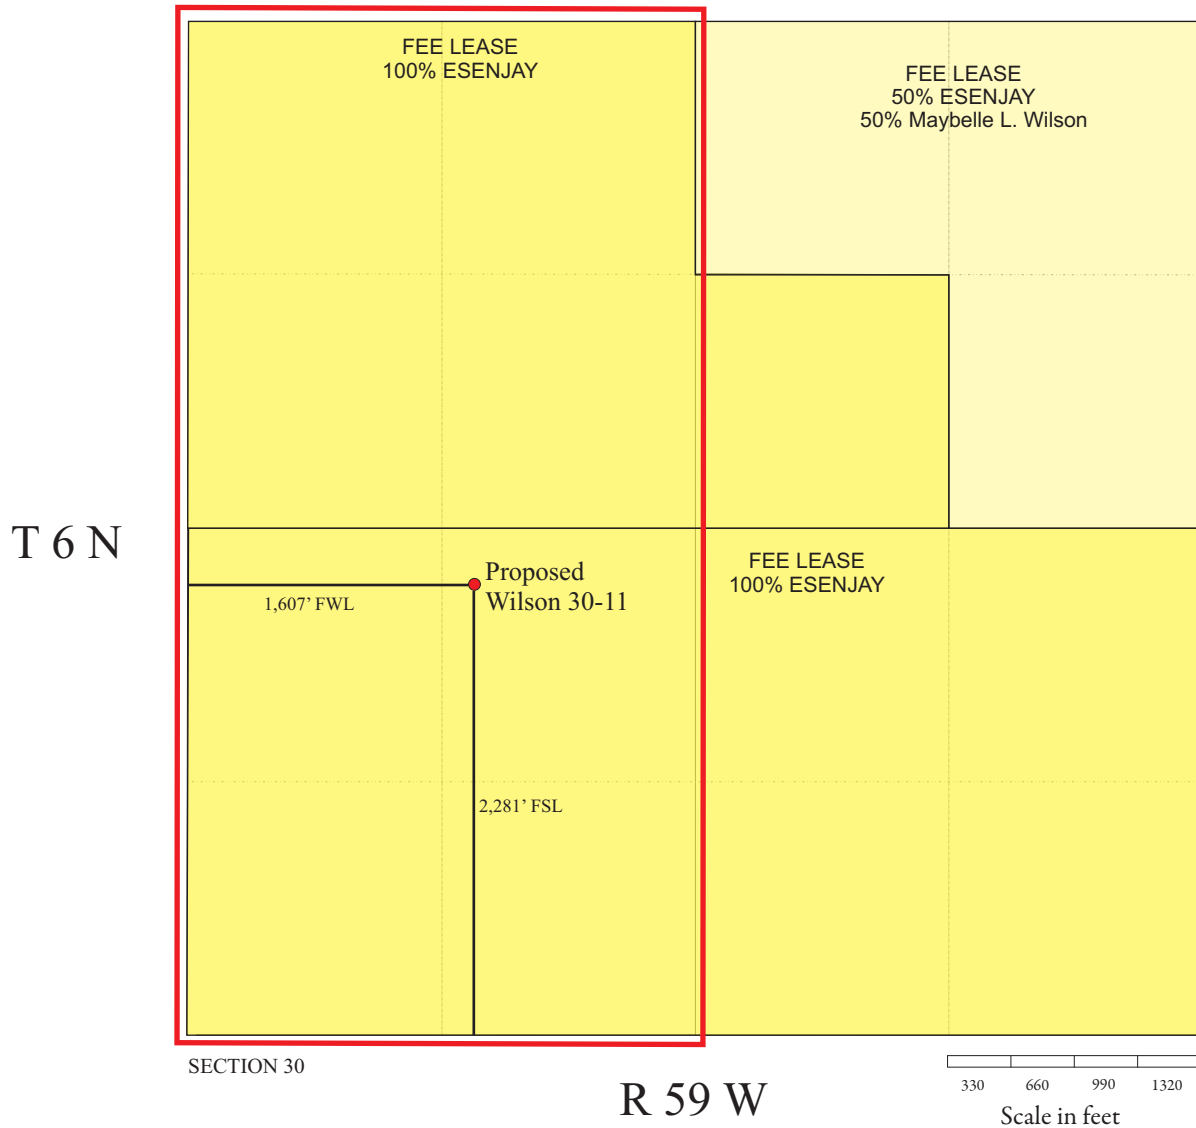 FEE LEASE
100% ESENJAY
FEE LEASE
50% ESENJAY
50% Maybelle L. Wilson
T 6 N
Proposed
Wilson 30-11
1,607’ FWL
FEE LEASE
100% ESENJAY
2,281’ FSL
SECTION 30
R 59 W
330 660 990 1320
Scale in feet